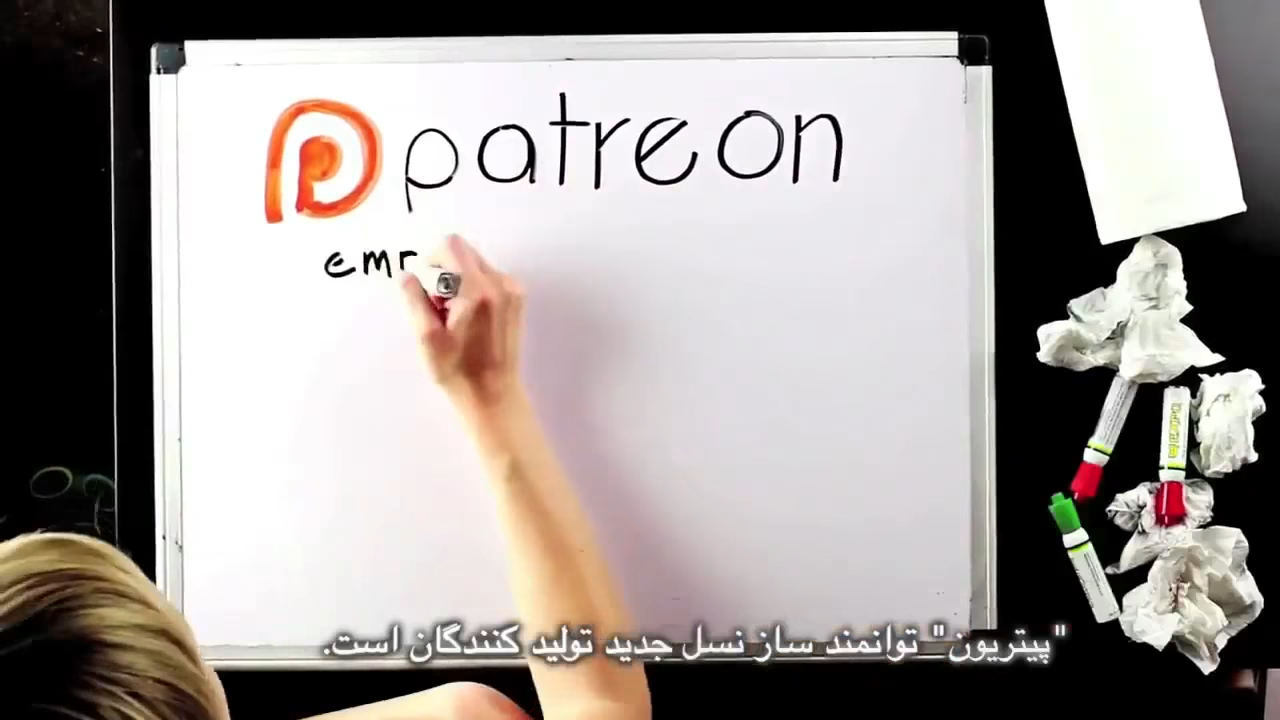 patreon
emp
"پیتریون" توانمند ساز نسل جدید تولید کنندگان است.